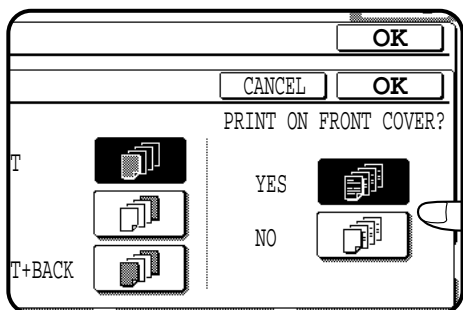 OK
CANCEL OK
PRINT ON FRONT COVER?
T
YES
NO
T+BACK